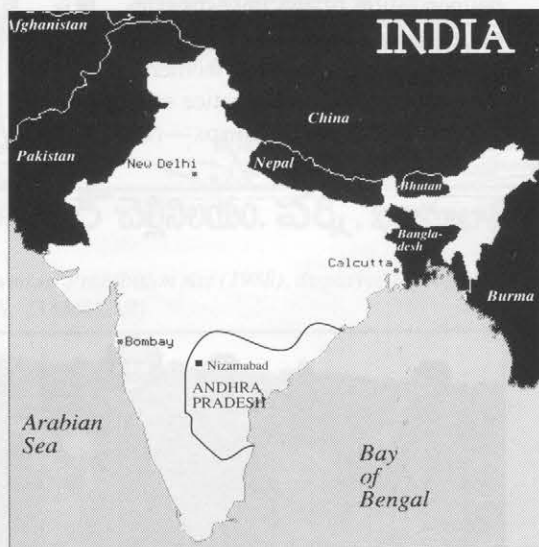 Afghanistan
INDIA
China
Pakistan
New Delhi
Nepal
Bhutan
Bangla-
desh
Calcutta
Burma
Bombay
Nizamabad
ANDHRA
PRADESH
Arabian
Sea
Bay
of
Bengal